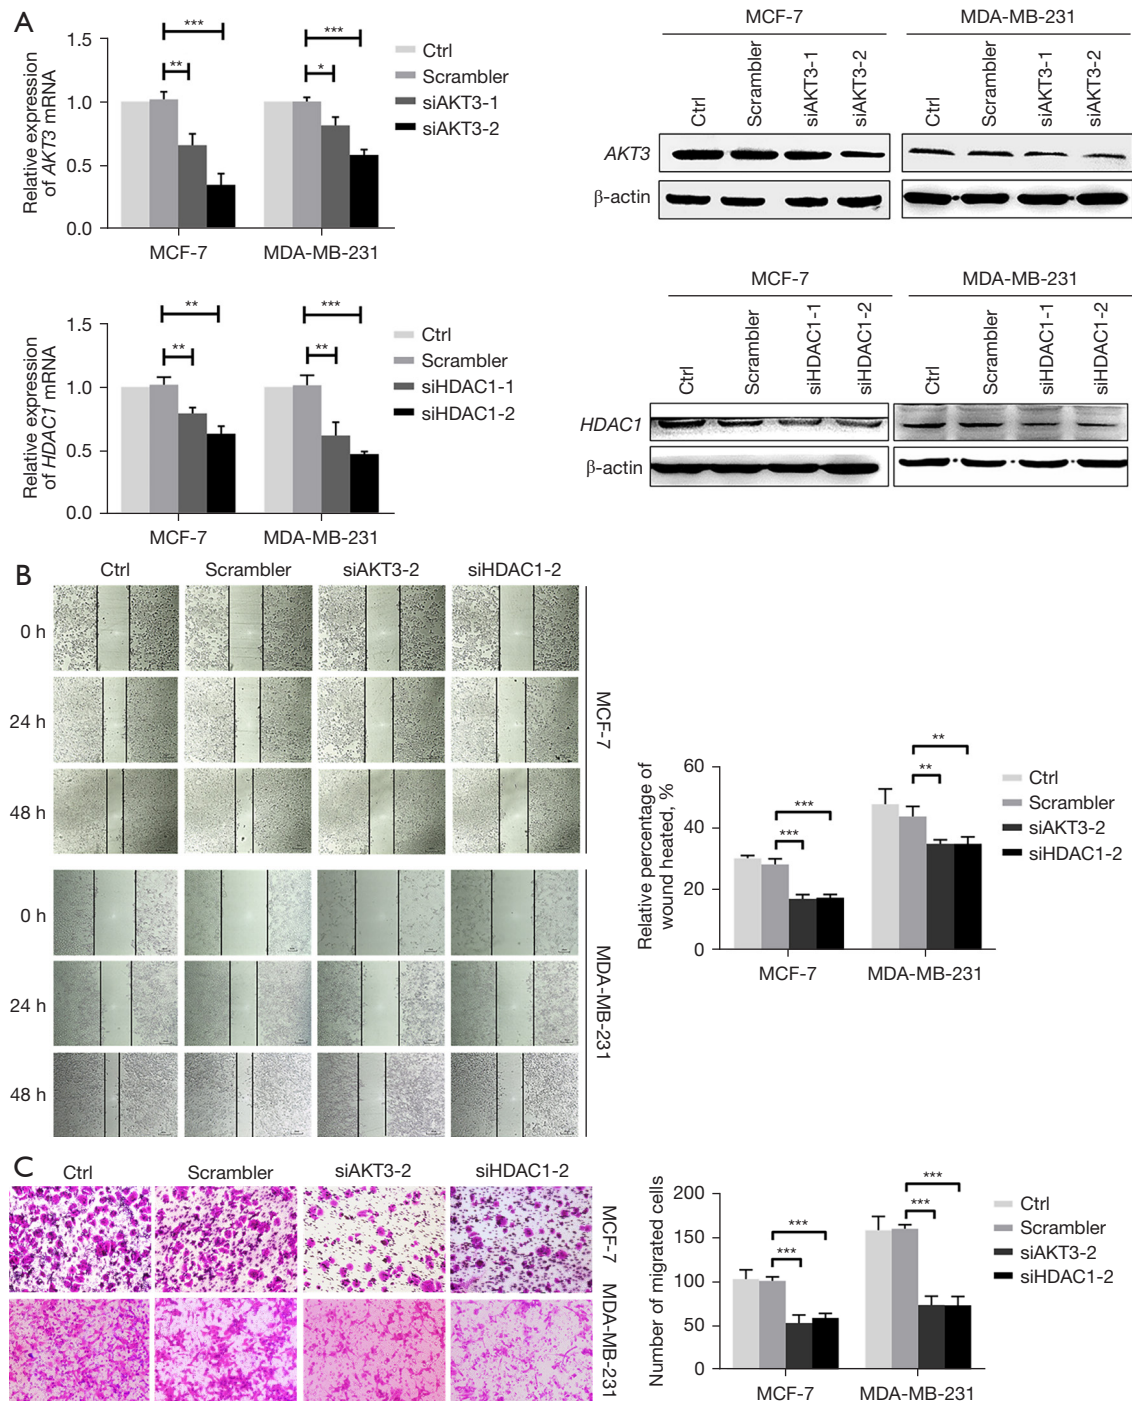 A
Relative expression
of AKT3 mRNA
1.5
1.0
0.5
0.0
***
**
***
*
MCF-7
MDA-MB-231
Ctrl
Scrambler
siAKT3-1
siAKT3-2
MCF-7
MDA-MB-231
Ctrl
Scrambler
siAKT3-1
siAKT3-2
Ctrl
Scrambler
siAKT3-1
siAKT3-2
AKT3
β-actin
Relative expression
of HDAC1 mRNA
1.5
1.0
0.5
0.0
**
**
***
**
MCF-7
MDA-MB-231
Ctrl
Scrambler
siHDAC1-1
siHDAC1-2
MCF-7
MDA-MB-231
Ctrl
Scrambler
siHDAC1-1
siHDAC1-2
Ctrl
Scrambler
siHDAC1-1
siHDAC1-2
HDAC1
β-actin
B
Ctrl
Scrambler
siAKT3-2
siHDAC1-2
0 h
24 h
48 h
MCF-7
0 h
24 h
48 h
MDA-MB-231
Relative percentage of
wound heated, %
60
40
20
0
***
***
**
**
MCF-7
MDA-MB-231
Ctrl
Scrambler
siAKT3-2
siHDAC1-2
C
Ctrl
Scrambler
siAKT3-2
siHDAC1-2
MCF-7
MDA-MB-231
Number of migrated cells
200
150
100
50
0
***
***
***
***
MCF-7
MDA-MB-231
Ctrl
Scrambler
siAKT3-2
siHDAC1-2